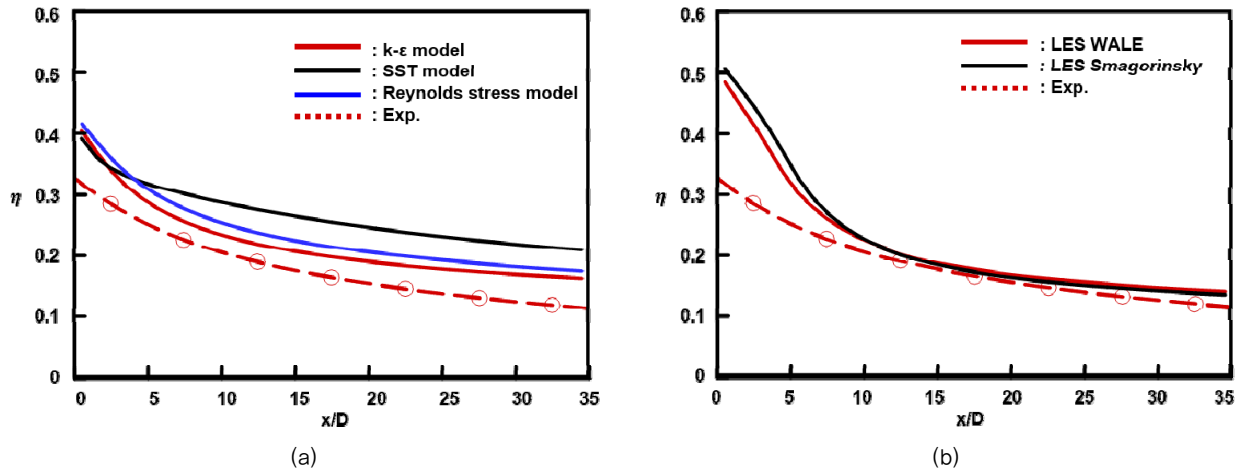 0.6
0.5
0.4
0.3
0.2
0.1
0
η
: k-ε model
: SST model
: Reynolds stress model
: Exp.
0 5 10 15 20 25 30 35
x/D
(a)
0.6
0.5
0.4
0.3
0.2
0.1
0
η
: LES WALE
: LES Smagorinsky
: Exp.
0 5 10 15 20 25 30 35
x/D
(b)